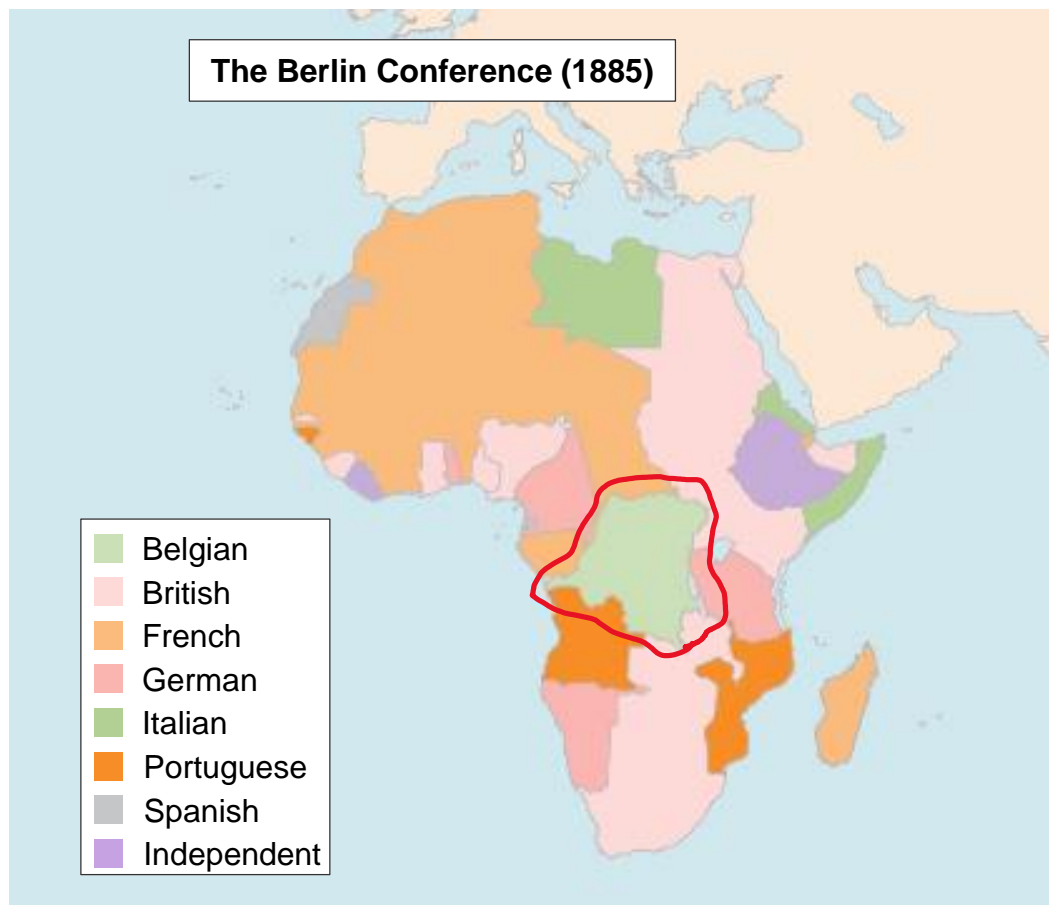 The Berlin Conference (1885)
Belgian
British
French
German
Italian
Portuguese
Spanish
Independent